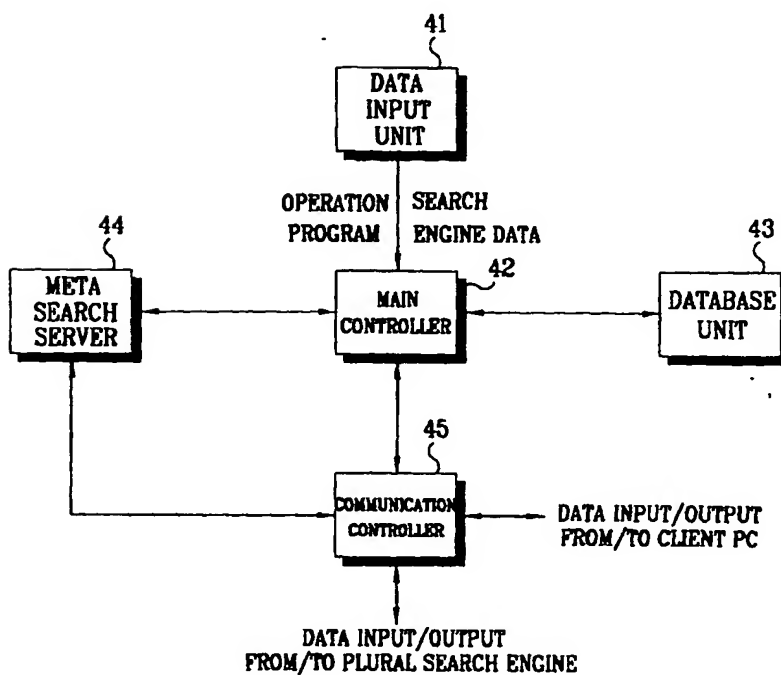 41
DATA
INPUT
UNIT
OPERATION SEARCH
PROGRAM ENGINE DATA
44
META
SEARCH
SERVER
42
MAIN
CONTROLLER
43
DATABASE
UNIT
45
COMMUNICATION
CONTROLLER
DATA INPUT/OUTPUT
FROM/TO CLIENT PC
DATA INPUT/OUTPUT
FROM/TO PLURAL SEARCH ENGINE